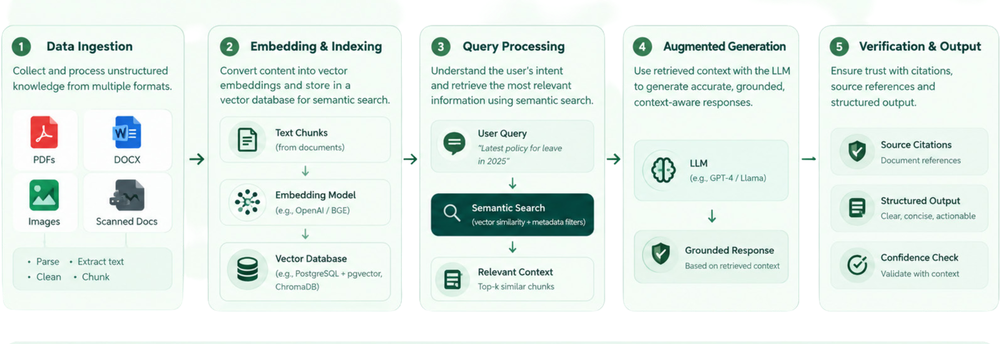 1 Data Ingestion
Collect and process unstructured
knowledge from multiple formats.
PDFs
DOCX
W
Images
Scanned Docs
• Parse • Extract text
• Clean • Chunk
2 Embedding & Indexing
Convert content into vector
embeddings and store in a
vector database for semantic search.
Text Chunks
(from documents)
Embedding Model
(e.g., OpenAI / BGE)
Vector Database
(e.g., PostgreSQL + pgvector,
ChromaDB)
3 Query Processing
Understand the user's intent
and retrieve the most relevant
information using semantic search.
User Query
"Latest policy for leave
in 2025"
Semantic Search
(vector similarity + metadata filters)
Relevant Context
Top-k similar chunks
4 Augmented Generation
Use retrieved context with the LLM
to generate accurate, grounded,
context-aware responses.
LLM
(e.g., GPT-4 / Llama)
Grounded Response
Based on retrieved context
5 Verification & Output
Ensure trust with citations,
source references and
structured output.
Source Citations
Document references
Structured Output
Clear, concise, actionable
Confidence Check
Validate with context